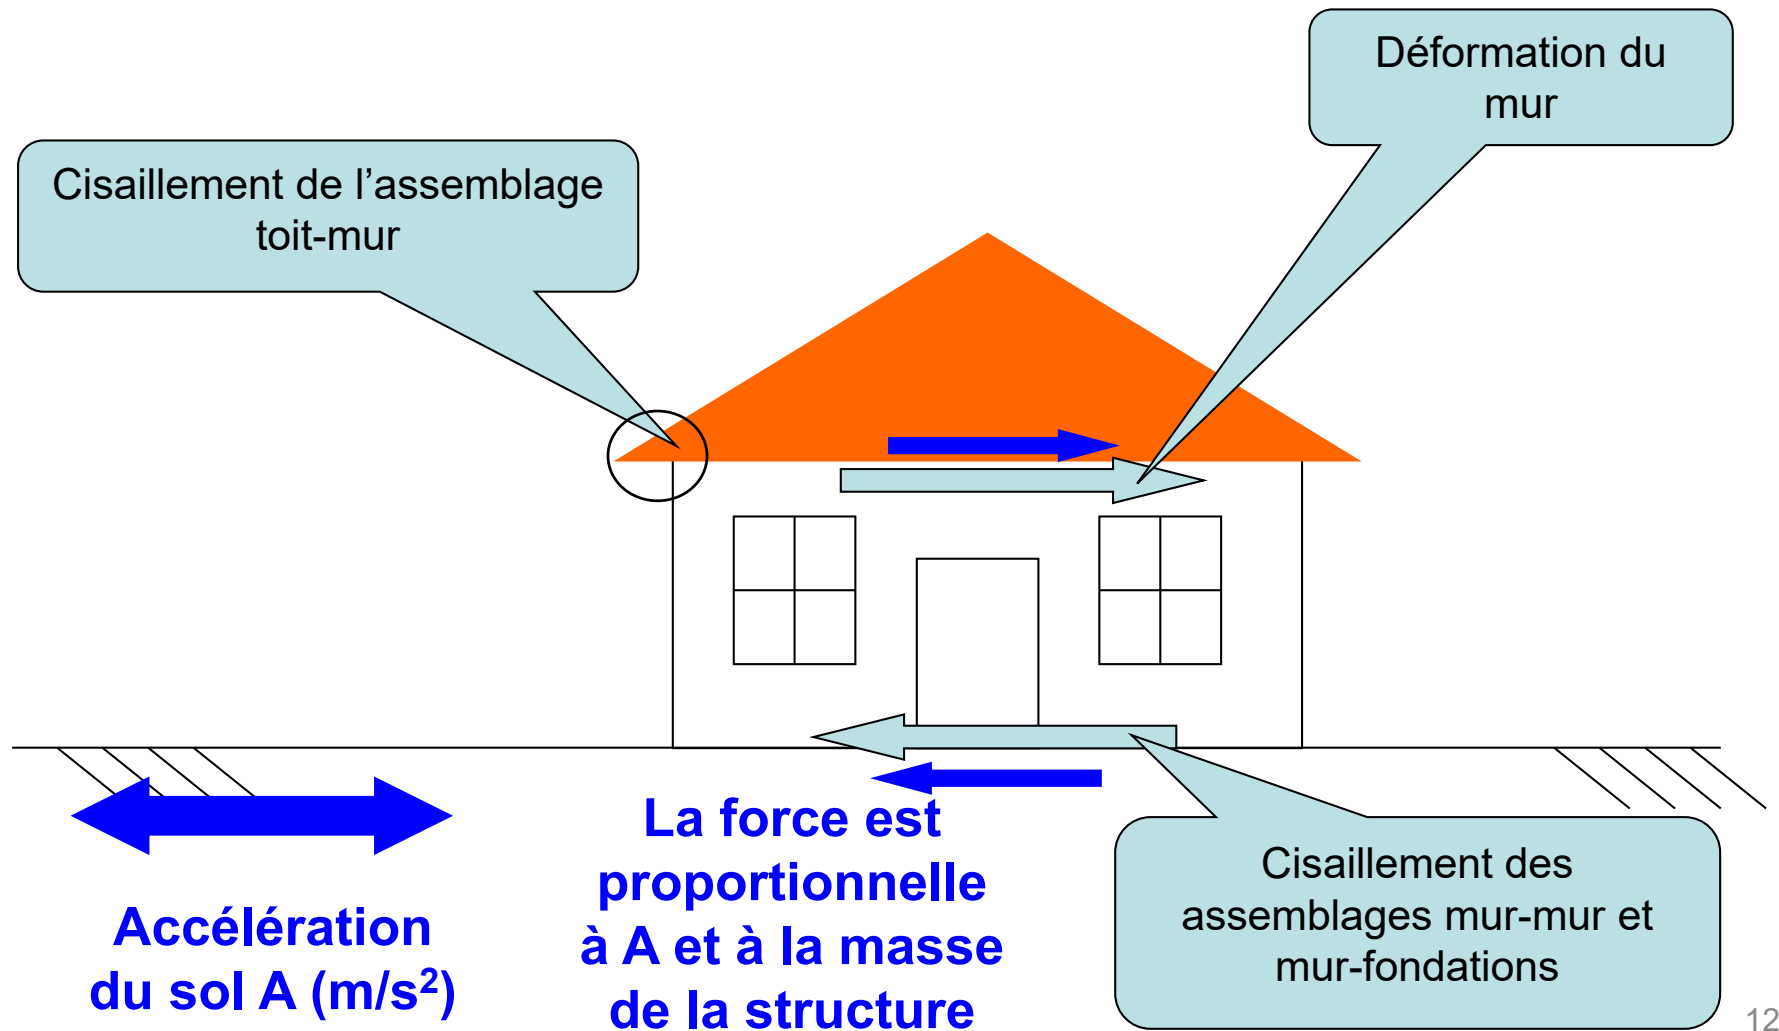 Déformation du
mur
Cisaillement de l’assemblage
toit-mur
La force est
proportionnelle
à A et à la masse
de la structure
Accélération
du sol A (m/s²)
Cisaillement des
assemblages mur-mur et
mur-fondations
12